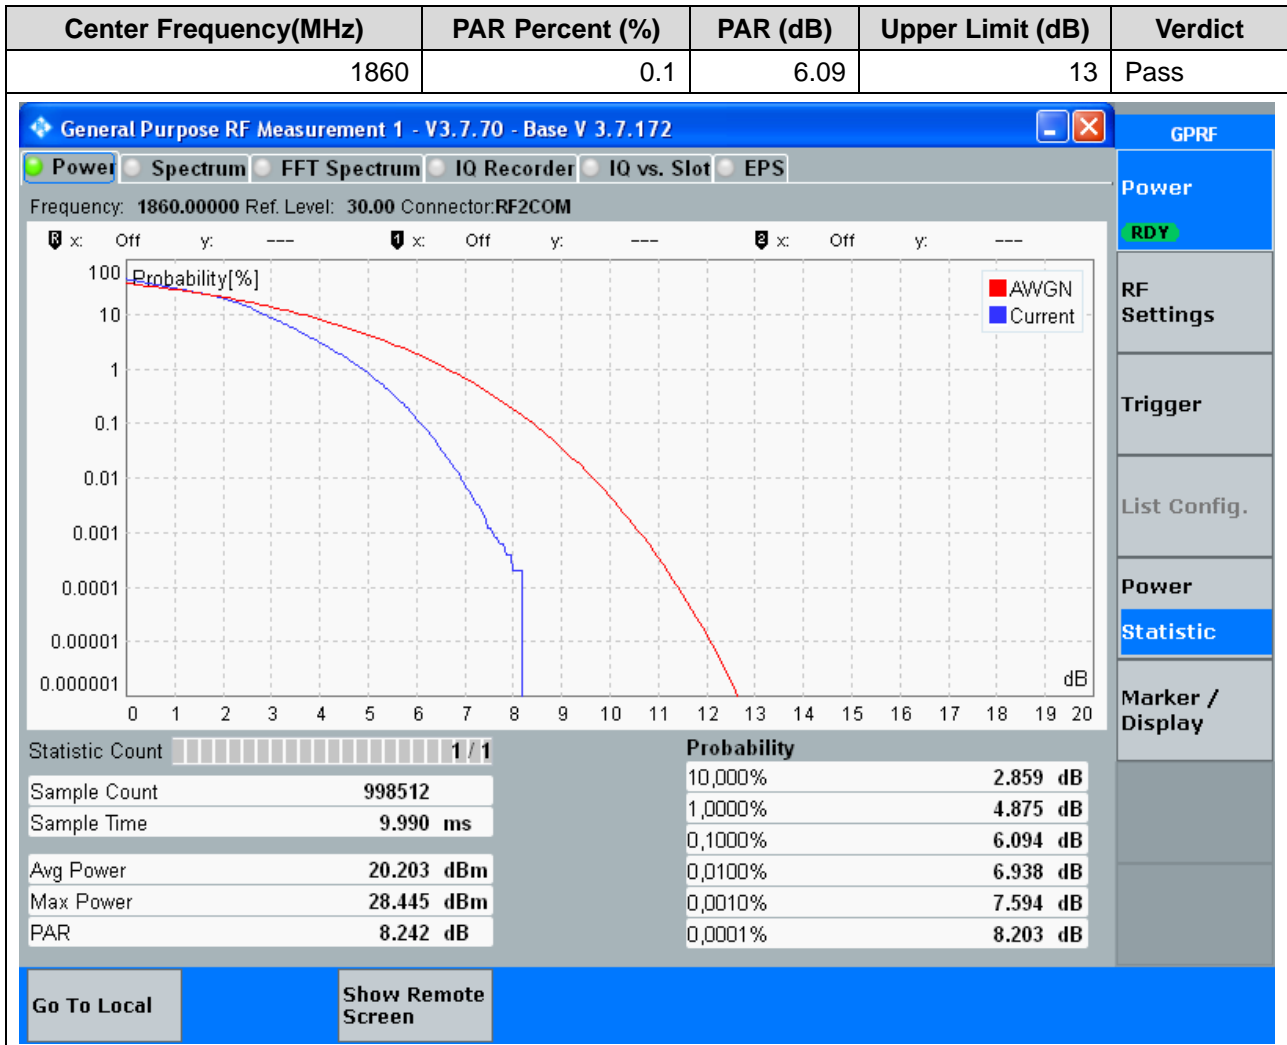 Center Frequency(MHz) PAR Percent (%) PAR (dB) Upper Limit (dB) Verdict
1860 0.1 6.09 13 Pass
General Purpose RF Measurement 1 - V3.7.70 - Base V 3.7.172
GPRF
Power Spectrum FFT Spectrum IQ Recorder IQ vs. Slot EPS
Power
RDY
Frequency: 1860.00000 Ref. Level: 30.00 Connector:RF2COM
R x: Off y: --- 1 x: Off y: --- 2 x: Off y: ---
Probability[%]
AWGN
Current
100
10
1
0.1
0.01
0.001
0.0001
0.00001
0.000001
dB
0 1 2 3 4 5 6 7 8 9 10 11 12 13 14 15 16 17 18 19 20
RF
Settings
Trigger
List Config.
Power
Statistic
Marker /
Display
Statistic Count 1 / 1
Sample Count 998512
Sample Time 9.990 ms
Avg Power 20.203 dBm
Max Power 28.445 dBm
PAR 8.242 dB
Probability
10,000% 2.859 dB
1,0000% 4.875 dB
0,1000% 6.094 dB
0,0100% 6.938 dB
0,0010% 7.594 dB
0,0001% 8.203 dB
Go To Local
Show Remote
Screen